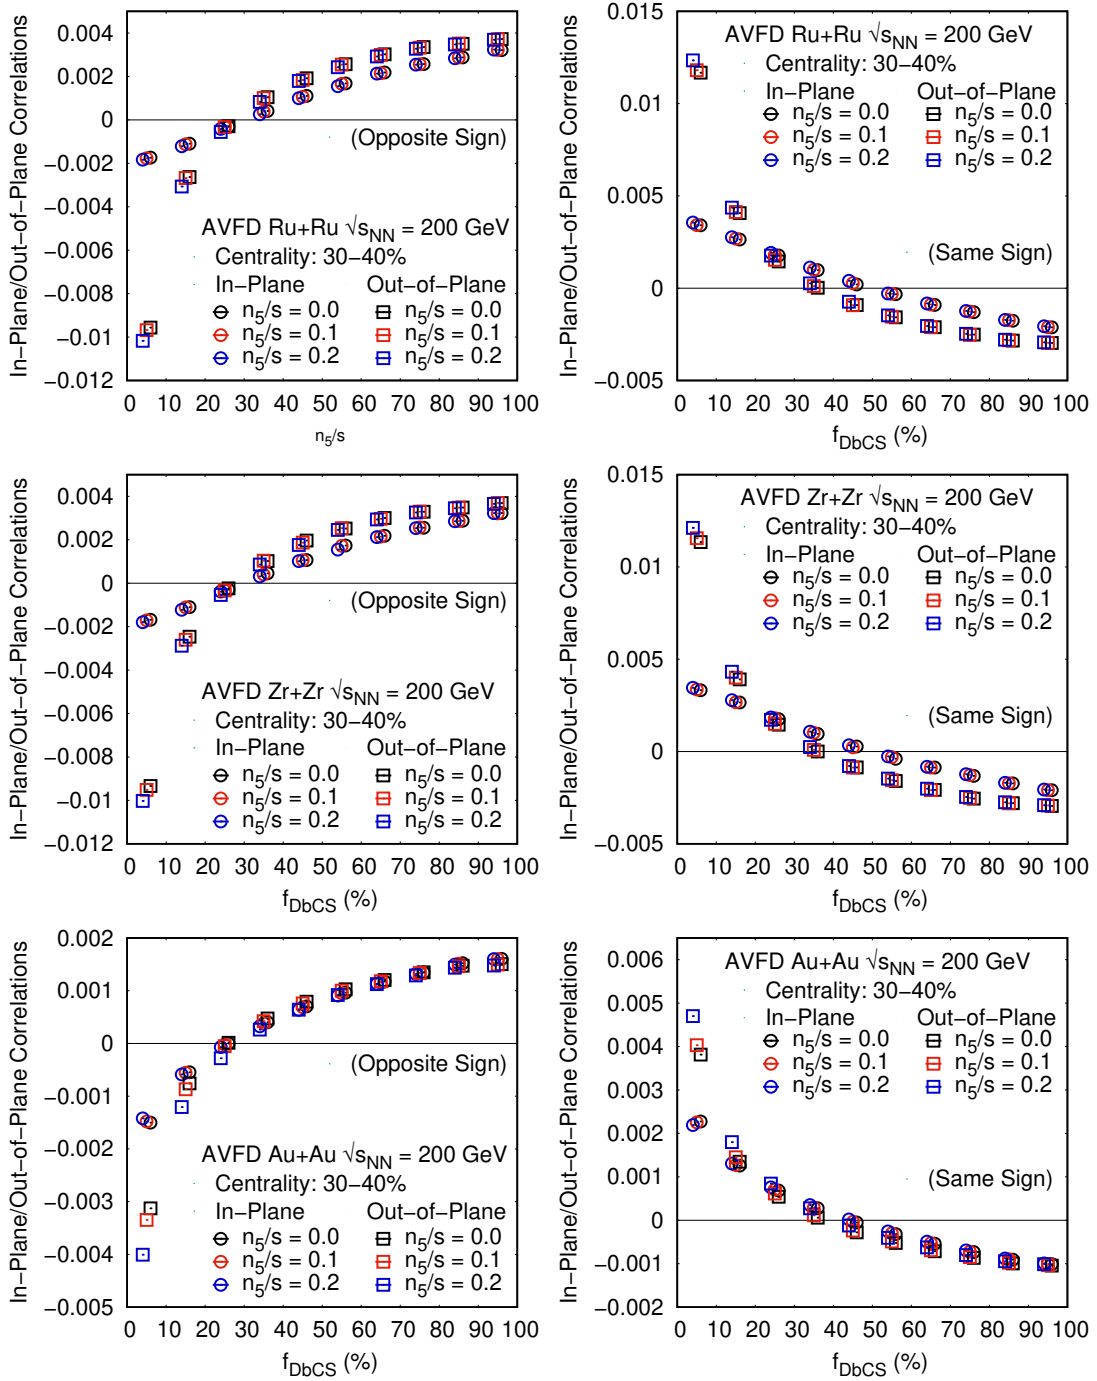 In−Plane/Out−of−Plane Correlations
0.004
0.002
0
−0.002
−0.004
−0.006
−0.008
−0.01
−0.012
(Opposite Sign)
AVFD Ru+Ru √sNN = 200 GeV
Centrality: 30−40%
In−Plane Out−of−Plane
n5/s = 0.0 n5/s = 0.0
n5/s = 0.1 n5/s = 0.1
n5/s = 0.2 n5/s = 0.2
0 10 20 30 40 50 60 70 80 90 100
n5/s
In−Plane/Out−of−Plane Correlations
0.015
0.01
0.005
0
−0.005
AVFD Ru+Ru √sNN = 200 GeV
Centrality: 30−40%
In−Plane Out−of−Plane
n5/s = 0.0 n5/s = 0.0
n5/s = 0.1 n5/s = 0.1
n5/s = 0.2 n5/s = 0.2
(Same Sign)
0 10 20 30 40 50 60 70 80 90 100
fDbCS (%)
In−Plane/Out−of−Plane Correlations
0.004
0.002
0
−0.002
−0.004
−0.006
−0.008
−0.01
−0.012
(Opposite Sign)
AVFD Zr+Zr √sNN = 200 GeV
Centrality: 30−40%
In−Plane Out−of−Plane
n5/s = 0.0 n5/s = 0.0
n5/s = 0.1 n5/s = 0.1
n5/s = 0.2 n5/s = 0.2
0 10 20 30 40 50 60 70 80 90 100
fDbCS (%)
In−Plane/Out−of−Plane Correlations
0.015
0.01
0.005
0
−0.005
AVFD Zr+Zr √sNN = 200 GeV
Centrality: 30−40%
In−Plane Out−of−Plane
n5/s = 0.0 n5/s = 0.0
n5/s = 0.1 n5/s = 0.1
n5/s = 0.2 n5/s = 0.2
(Same Sign)
0 10 20 30 40 50 60 70 80 90 100
fDbCS (%)
In−Plane/Out−of−Plane Correlations
0.002
0.001
0
−0.001
−0.002
−0.003
−0.004
−0.005
(Opposite Sign)
AVFD Au+Au √sNN = 200 GeV
Centrality: 30−40%
In−Plane Out−of−Plane
n5/s = 0.0 n5/s = 0.0
n5/s = 0.1 n5/s = 0.1
n5/s = 0.2 n5/s = 0.2
0 10 20 30 40 50 60 70 80 90 100
fDbCS (%)
In−Plane/Out−of−Plane Correlations
0.006
0.005
0.004
0.003
0.002
0.001
0
−0.001
−0.002
AVFD Au+Au √sNN = 200 GeV
Centrality: 30−40%
In−Plane Out−of−Plane
n5/s = 0.0 n5/s = 0.0
n5/s = 0.1 n5/s = 0.1
n5/s = 0.2 n5/s = 0.2
(Same Sign)
0 10 20 30 40 50 60 70 80 90 100
fDbCS (%)